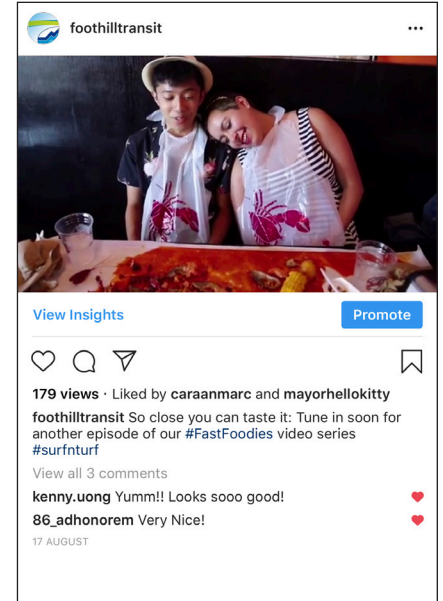 foothilltransit
View Insights
Promote
179 views · Liked by caraanmarc and mayorhellokitty
foothilltransit So close you can taste it: Tune in soon for
another episode of our #FastFoodies video series
#surfnturf
View all 3 comments
kenny.uong Yumm!! Looks sooo good!
86_adhonorem Very Nice!
17 AUGUST